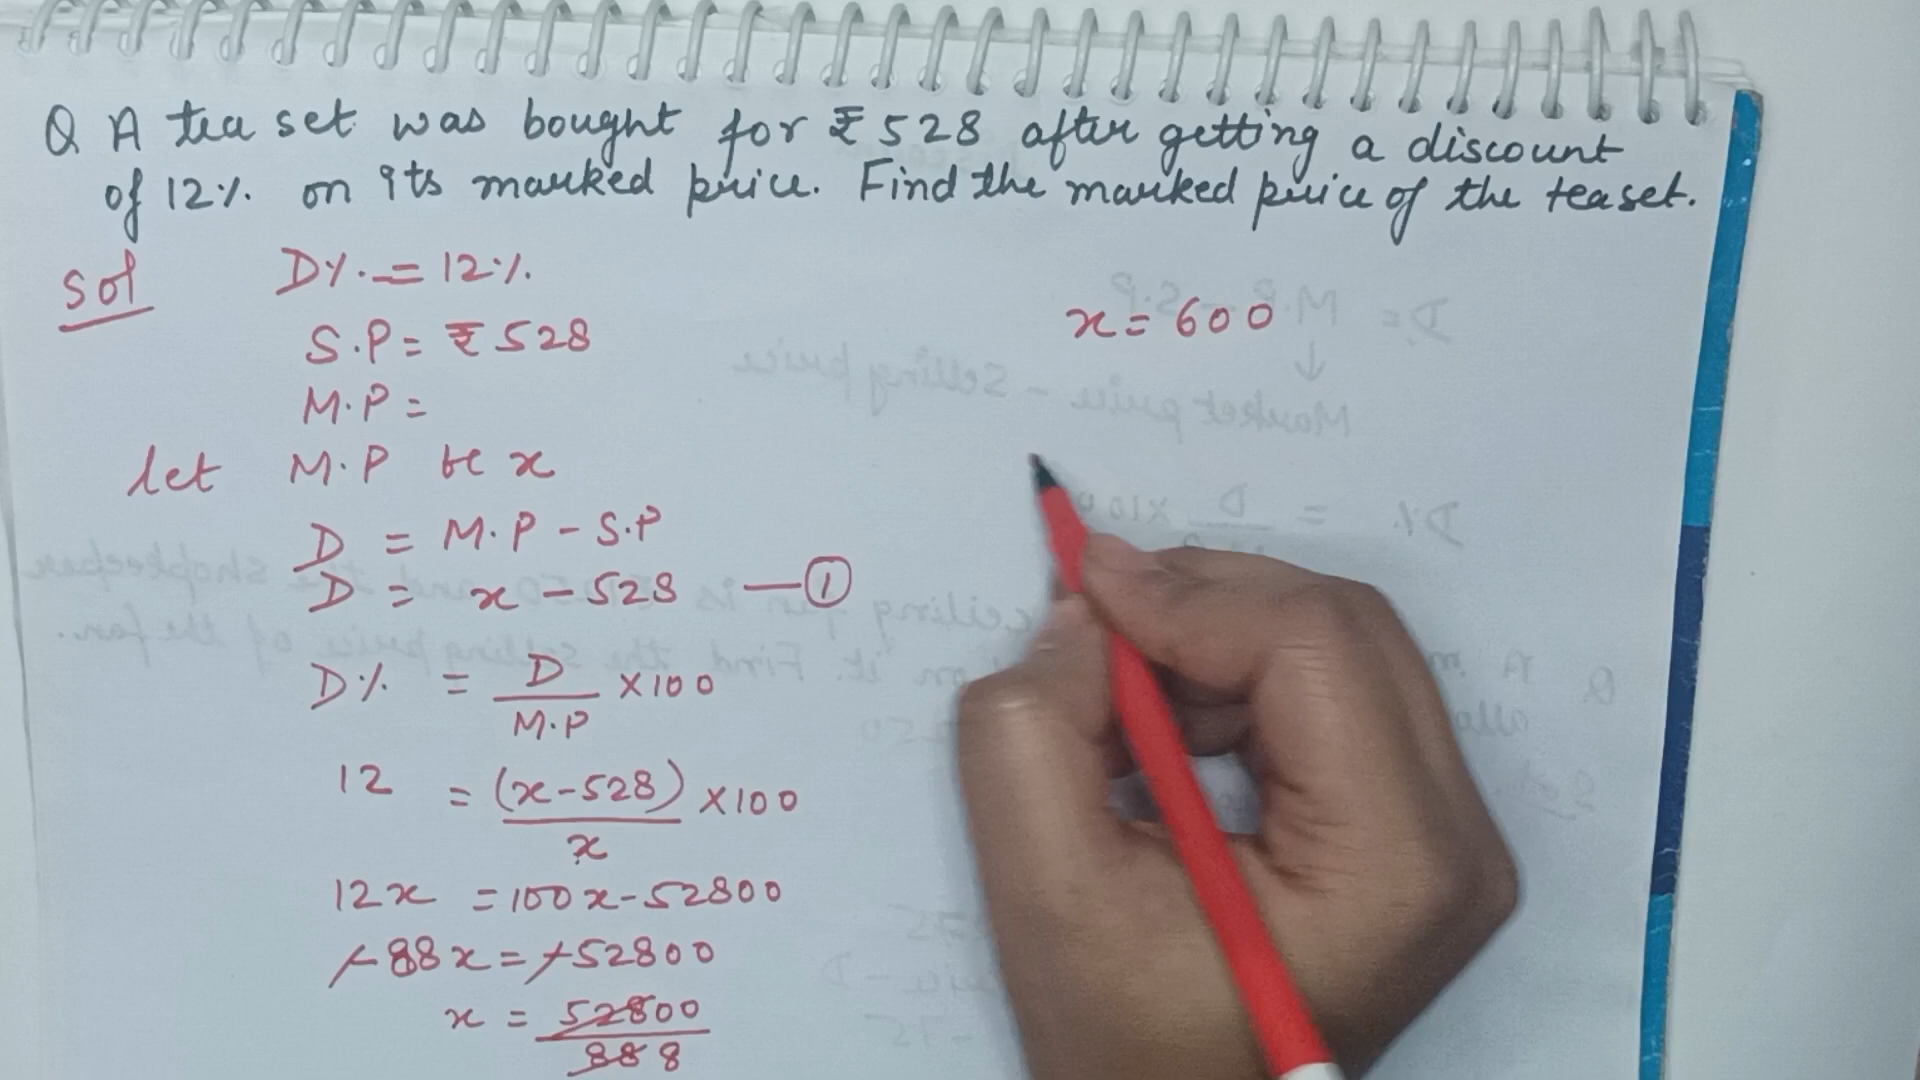 Q A tea set was bought for ₹528 after getting a discount
of 12% on its marked price. Find the marked price of the teaset.
Sol D% = 12%
S.P = ₹528
M.P =
let M.P be x
D = M.P - S.P
D = x - 528 — ①
D% = D/M.P × 100
12 = (x-528)/x × 100
12x = 100x - 52800
-88x = -52800
x = 52800/88 8
x = 600